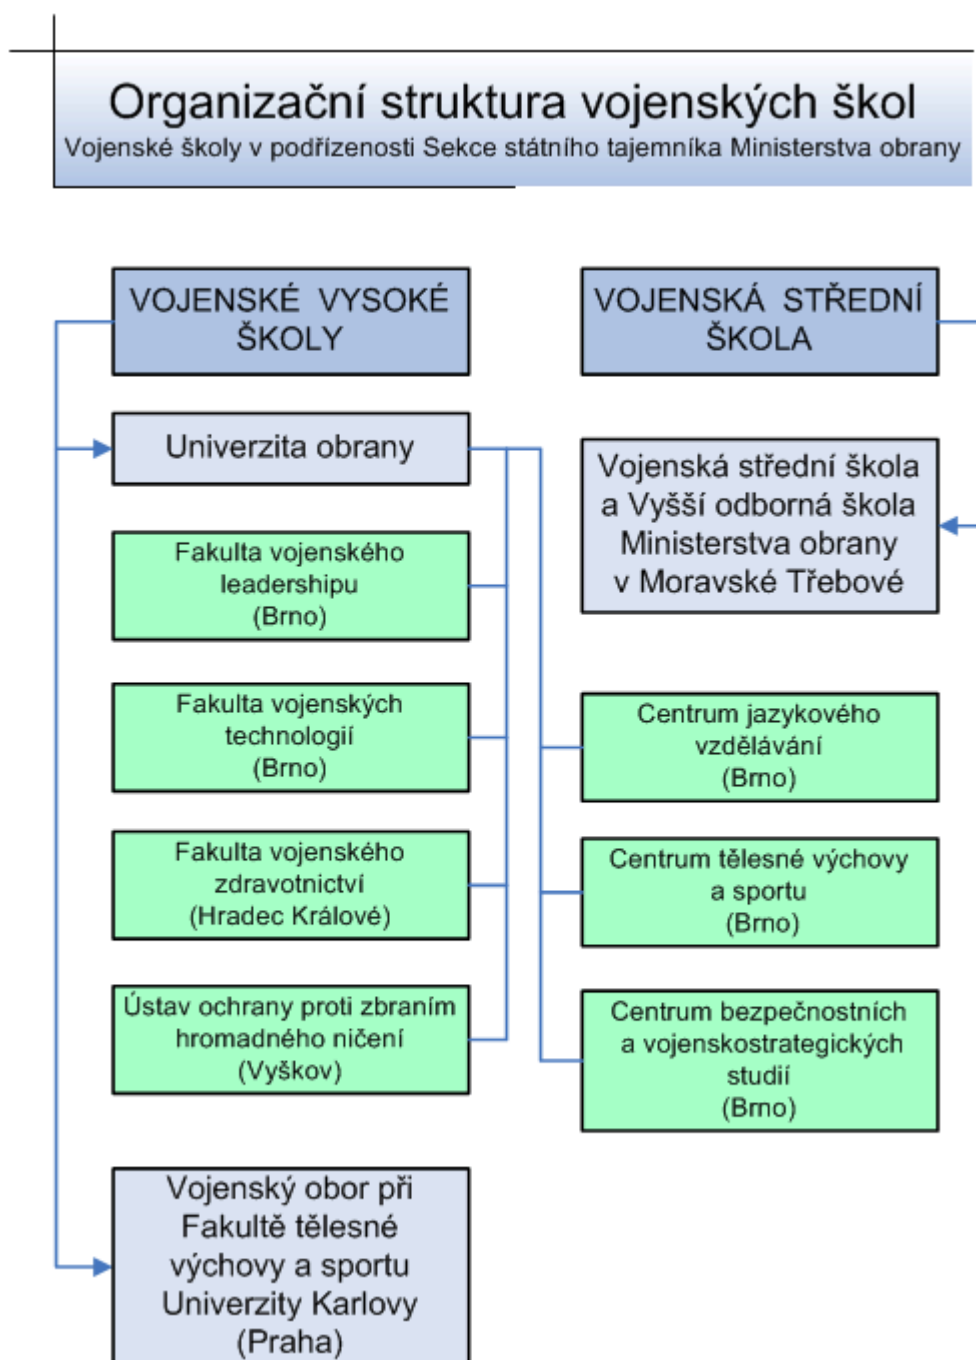 Organizační struktura vojenských škol
Vojenské školy v podřízenosti Sekce státního tajemníka Ministerstva obrany
VOJENSKÉ VYSOKÉ
ŠKOLY
Univerzita obrany
Fakulta vojenského
leadershipu
(Brno)
Fakulta vojenských
technologií
(Brno)
Fakulta vojenského
zdravotnictví
(Hradec Králové)
Ústav ochrany proti zbraním
hromadného ničení
(Vyškov)
Vojenský obor při
Fakultě tělesné
výchovy a sportu
Univerzity Karlovy
(Praha)
VOJENSKÁ STŘEDNÍ
ŠKOLA
Vojenská střední škola
a Vyšší odborná škola
Ministerstva obrany
v Moravské Třebové
Centrum jazykového
vzdělávání
(Brno)
Centrum tělesné výchovy
a sportu
(Brno)
Centrum bezpečnostních
a vojenskostrategických
studií
(Brno)